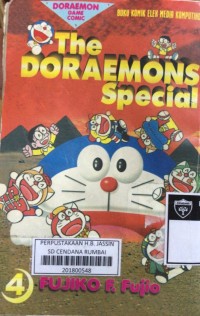 DORAEMON
GAME
COMIC
BUKU KOMIK ELEX MEDIA KOMPUTINDO
The
DORAEMONS
Special
PERPUSTAKAAN H.B. JASSIN
SD CENDANA RUMBAI
201800548
4
FUJIKO F Fujio